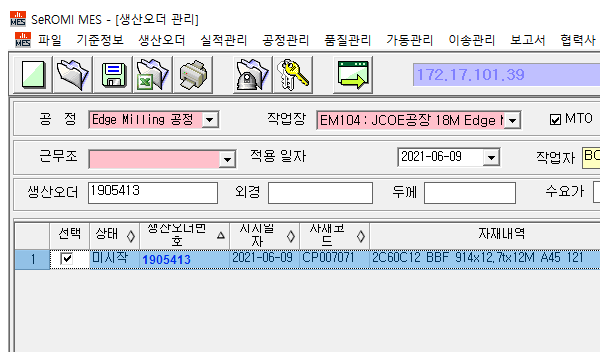 SeROMI MES - [생산오더 관리]
파일 기준정보 생산오더 실적관리 공정관리 품질관리 가동관리 이송관리 보고서 협력사
172.17.101.39
공 정 Edge Milling 공정 작업장 EM104 : JCOE공장 18M Edge MTO
근무조 적용 일자 2021-06-09 작업자 BC
생산오더 1905413 외경 두께 수요가
선택 상태 생산오더번호 지시일자 자재코드 자재내역
1 미시작 1905413 2021-06-09 CP007071 2C60C12 BBF 914x12,7tx12M A45 121